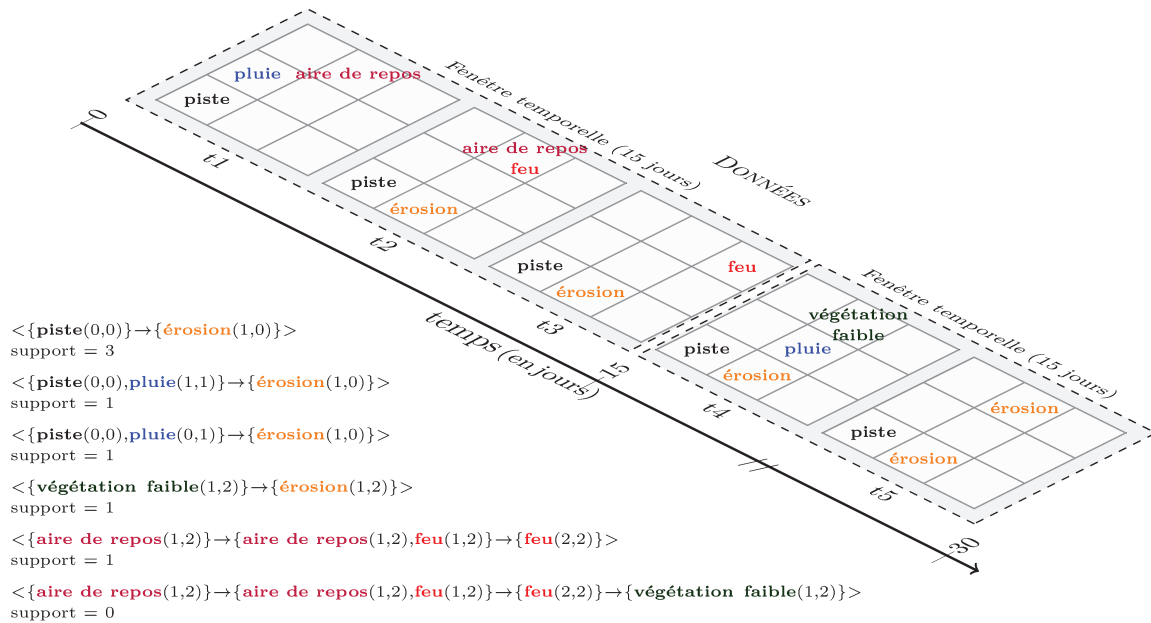 DONNÉES
Fenêtre temporelle (15 jours)
Fenêtre temporelle (15 jours)
pluie
aire de repos
piste
0
t1
aire de repos
feu
piste
érosion
t2
feu
piste
érosion
t3
végétation
faible
pluie
piste
érosion
t4
érosion
piste
érosion
t5
temps (en jours)
15
30
<{piste(0,0)}→{érosion(1,0)}>
support = 3
<{piste(0,0),pluie(1,1)}→{érosion(1,0)}>
support = 1
<{piste(0,0),pluie(0,1)}→{érosion(1,0)}>
support = 1
<{végétation faible(1,2)}→{érosion(1,2)}>
support = 1
<{aire de repos(1,2)}→{aire de repos(1,2),feu(1,2)}→{feu(2,2)}>
support = 1
<{aire de repos(1,2)}→{aire de repos(1,2),feu(1,2)}→{feu(2,2)}→{végétation faible(1,2)}>
support = 0